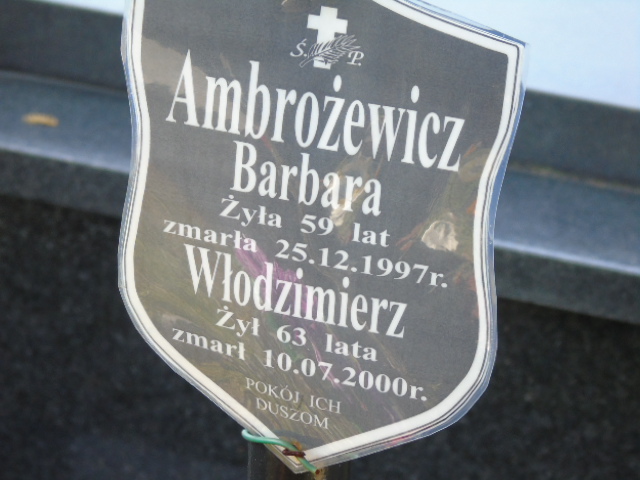 Ś. P.
Ambrożewicz
Barbara
Żyła 59 lat
zmarła 25.12.1997r.
Włodzimierz
Żył 63 lata
zmarł 10.07.2000r.
POKÓJ ICH
DUSZOM